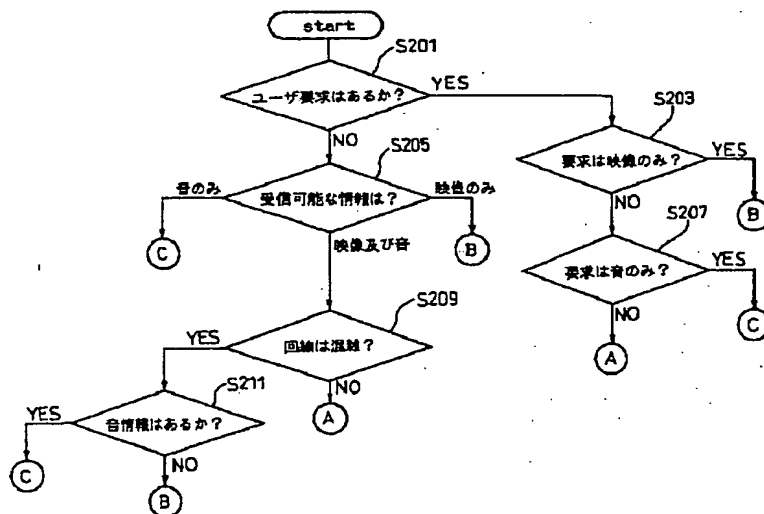 start
S201
ユーザ要求はあるか?
YES
NO
S203
要求は映像のみ?
YES
NO
B
S205
受信可能な情報は?
音のみ
映像のみ
C
B
映像及び音
S207
要求は音のみ?
YES
NO
C
A
S209
回線は混雑?
YES
NO
A
S211
音情報はあるか?
YES
NO
C
B